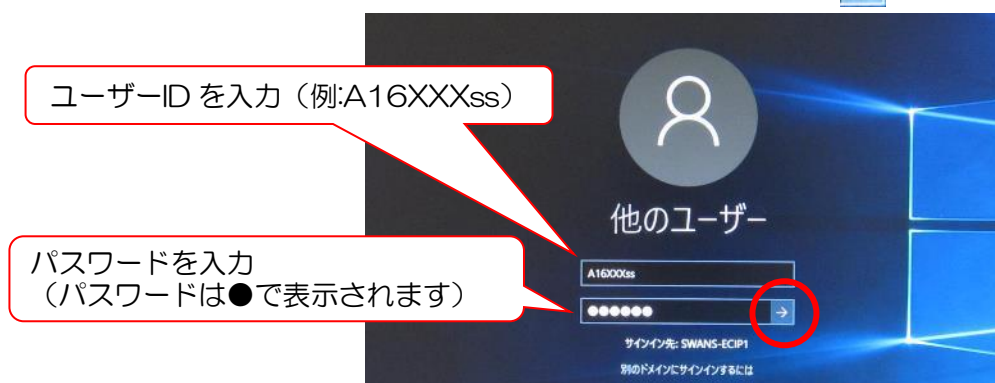 ユーザーID を入力（例:A16XXXss）
他のユーザー
パスワードを入力
（パスワードは●で表示されます）
A16XXXss
●●●●●●
サインイン先: SWANS-ECIP1
別のドメインにサインインするには